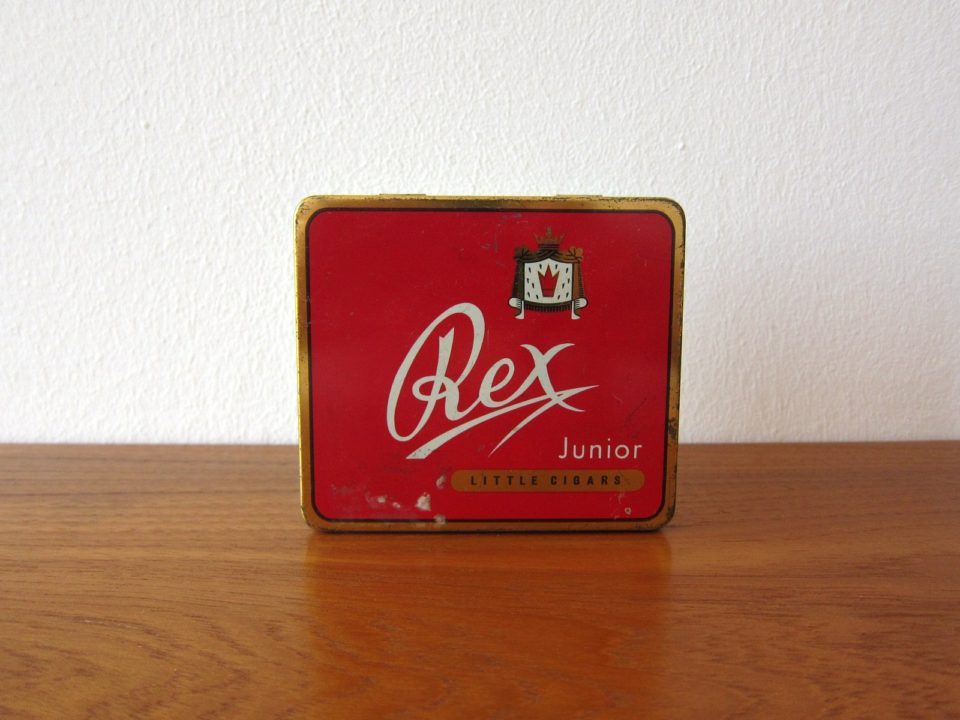 Rex
Junior
LITTLE CIGARS